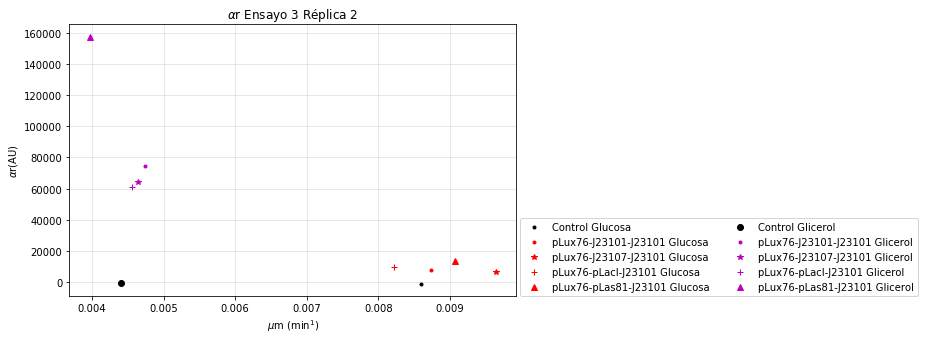 αr Ensayo 3 Réplica 2
160000
140000
120000
100000
80000
60000
40000
20000
0
αr(AU)
0.004 0.005 0.006 0.007 0.008 0.009
μm (min¹)
Control Glucosa
pLux76-J23101-J23101 Glucosa
pLux76-J23107-J23101 Glucosa
pLux76-pLacI-J23101 Glucosa
pLux76-pLas81-J23101 Glucosa
Control Glicerol
pLux76-J23101-J23101 Glicerol
pLux76-J23107-J23101 Glicerol
pLux76-pLacI-J23101 Glicerol
pLux76-pLas81-J23101 Glicerol